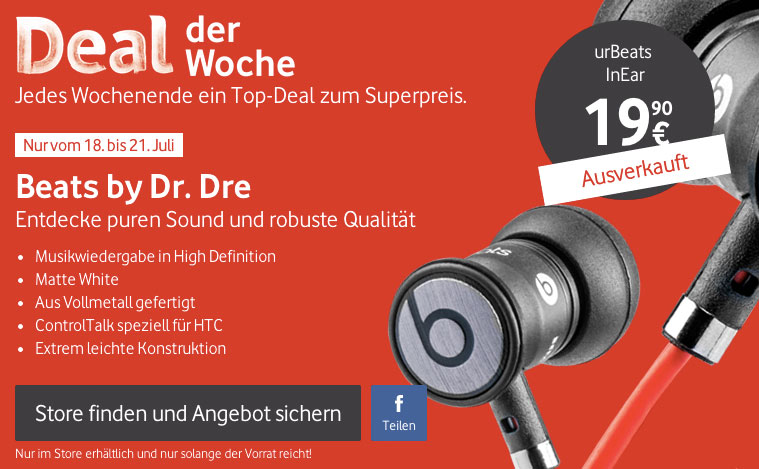 Deal der
Woche
Jedes Wochenende ein Top-Deal zum Superpreis.
urBeats
InEar
19,90 €
Ausverkauft
Nur vom 18. bis 21. Juli
Beats by Dr. Dre
Entdecke puren Sound und robuste Qualität
• Musikwiedergabe in High Definition
• Matte White
• Aus Vollmetall gefertigt
• ControlTalk speziell für HTC
• Extrem leichte Konstruktion
Store finden und Angebot sichern
f
Teilen
Nur im Store erhältlich und nur solange der Vorrat reicht!